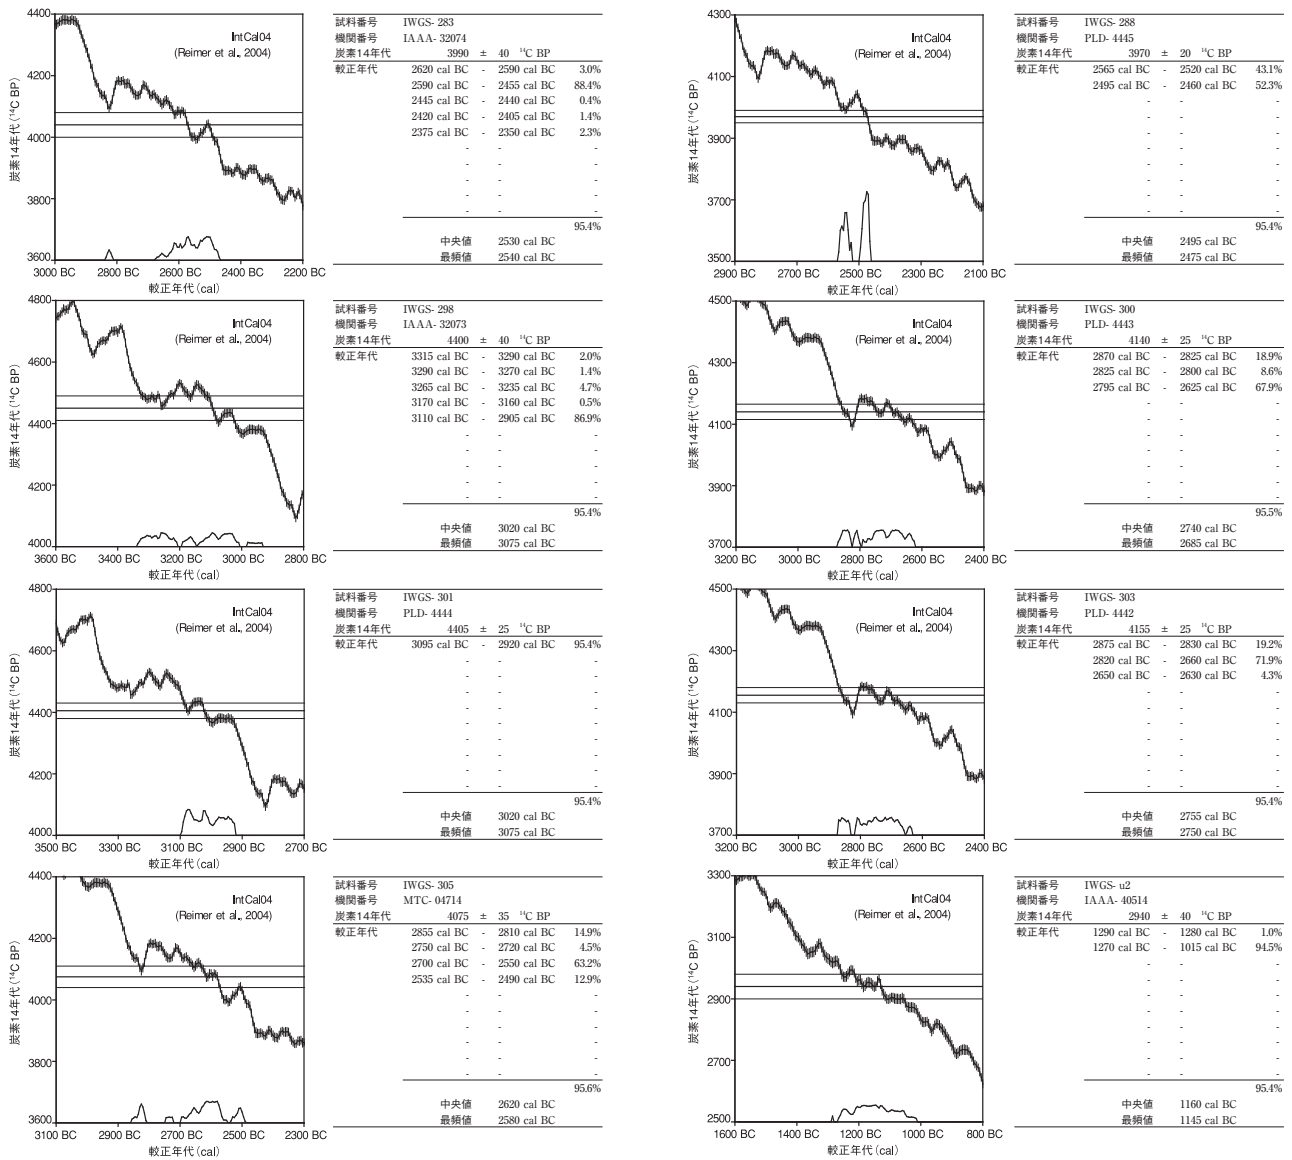 4400
4200
4000
3800
3600
炭素14年代 (¹⁴C BP)
IntCal04
(Reimer et al., 2004)
3000 BC 2800 BC 2600 BC 2400 BC 2200 BC
較正年代 (cal)
試料番号 IWGS- 283
機関番号 IAAA- 32074
炭素14年代 3990 ± 40 ¹⁴C BP
較正年代 2620 cal BC - 2590 cal BC 3.0%
2590 cal BC - 2455 cal BC 88.4%
2445 cal BC - 2440 cal BC 0.4%
2420 cal BC - 2405 cal BC 1.4%
2375 cal BC - 2350 cal BC 2.3%
- - -
- - -
- - -
- - -
- - -
95.4%
中央値 2530 cal BC
最頻値 2540 cal BC
4300
4100
3900
3700
3500
炭素14年代 (¹⁴C BP)
IntCal04
(Reimer et al., 2004)
2900 BC 2700 BC 2500 BC 2300 BC 2100 BC
較正年代 (cal)
試料番号 IWGS- 288
機関番号 PLD- 4445
炭素14年代 3970 ± 20 ¹⁴C BP
較正年代 2565 cal BC - 2520 cal BC 43.1%
2495 cal BC - 2460 cal BC 52.3%
- - -
- - -
- - -
- - -
- - -
- - -
- - -
- - -
95.4%
中央値 2495 cal BC
最頻値 2475 cal BC
4800
4600
4400
4200
4000
炭素14年代 (¹⁴C BP)
IntCal04
(Reimer et al., 2004)
3600 BC 3400 BC 3200 BC 3000 BC 2800 BC
較正年代 (cal)
試料番号 IWGS- 298
機関番号 IAAA- 32073
炭素14年代 4400 ± 40 ¹⁴C BP
較正年代 3315 cal BC - 3290 cal BC 2.0%
3290 cal BC - 3270 cal BC 1.4%
3265 cal BC - 3235 cal BC 4.7%
3170 cal BC - 3160 cal BC 0.5%
3110 cal BC - 2905 cal BC 86.9%
- - -
- - -
- - -
- - -
- - -
95.4%
中央値 3020 cal BC
最頻値 3075 cal BC
4500
4300
4100
3900
3700
炭素14年代 (¹⁴C BP)
IntCal04
(Reimer et al., 2004)
3200 BC 3000 BC 2800 BC 2600 BC 2400 BC
較正年代 (cal)
試料番号 IWGS- 300
機関番号 PLD- 4443
炭素14年代 4140 ± 25 ¹⁴C BP
較正年代 2870 cal BC - 2825 cal BC 18.9%
2825 cal BC - 2800 cal BC 8.6%
2795 cal BC - 2625 cal BC 67.9%
- - -
- - -
- - -
- - -
- - -
- - -
- - -
95.5%
中央値 2740 cal BC
最頻値 2685 cal BC
4800
4600
4400
4200
4000
炭素14年代 (¹⁴C BP)
IntCal04
(Reimer et al., 2004)
3500 BC 3300 BC 3100 BC 2900 BC 2700 BC
較正年代 (cal)
試料番号 IWGS- 301
機関番号 PLD- 4444
炭素14年代 4405 ± 25 ¹⁴C BP
較正年代 3095 cal BC - 2920 cal BC 95.4%
- - -
- - -
- - -
- - -
- - -
- - -
- - -
- - -
- - -
95.4%
中央値 3020 cal BC
最頻値 3075 cal BC
4500
4300
4100
3900
3700
炭素14年代 (¹⁴C BP)
IntCal04
(Reimer et al., 2004)
3200 BC 3000 BC 2800 BC 2600 BC 2400 BC
較正年代 (cal)
試料番号 IWGS- 303
機関番号 PLD- 4442
炭素14年代 4155 ± 25 ¹⁴C BP
較正年代 2875 cal BC - 2830 cal BC 19.2%
2820 cal BC - 2660 cal BC 71.9%
2650 cal BC - 2630 cal BC 4.3%
- - -
- - -
- - -
- - -
- - -
- - -
- - -
95.4%
中央値 2755 cal BC
最頻値 2750 cal BC
4400
4200
4000
3800
3600
炭素14年代 (¹⁴C BP)
IntCal04
(Reimer et al., 2004)
3100 BC 2900 BC 2700 BC 2500 BC 2300 BC
較正年代 (cal)
試料番号 IWGS- 305
機関番号 MTC- 04714
炭素14年代 4075 ± 35 ¹⁴C BP
較正年代 2855 cal BC - 2810 cal BC 14.9%
2750 cal BC - 2720 cal BC 4.5%
2700 cal BC - 2550 cal BC 63.2%
2535 cal BC - 2490 cal BC 12.9%
- - -
- - -
- - -
- - -
- - -
- - -
95.6%
中央値 2620 cal BC
最頻値 2580 cal BC
3300
3100
2900
2700
2500
炭素14年代 (¹⁴C BP)
IntCal04
(Reimer et al., 2004)
1600 BC 1400 BC 1200 BC 1000 BC 800 BC
較正年代 (cal)
試料番号 IWGS- u2
機関番号 IAAA- 40514
炭素14年代 2940 ± 40 ¹⁴C BP
較正年代 1290 cal BC - 1280 cal BC 1.0%
1270 cal BC - 1015 cal BC 94.5%
- - -
- - -
- - -
- - -
- - -
- - -
- - -
- - -
95.4%
中央値 1160 cal BC
最頻値 1145 cal BC